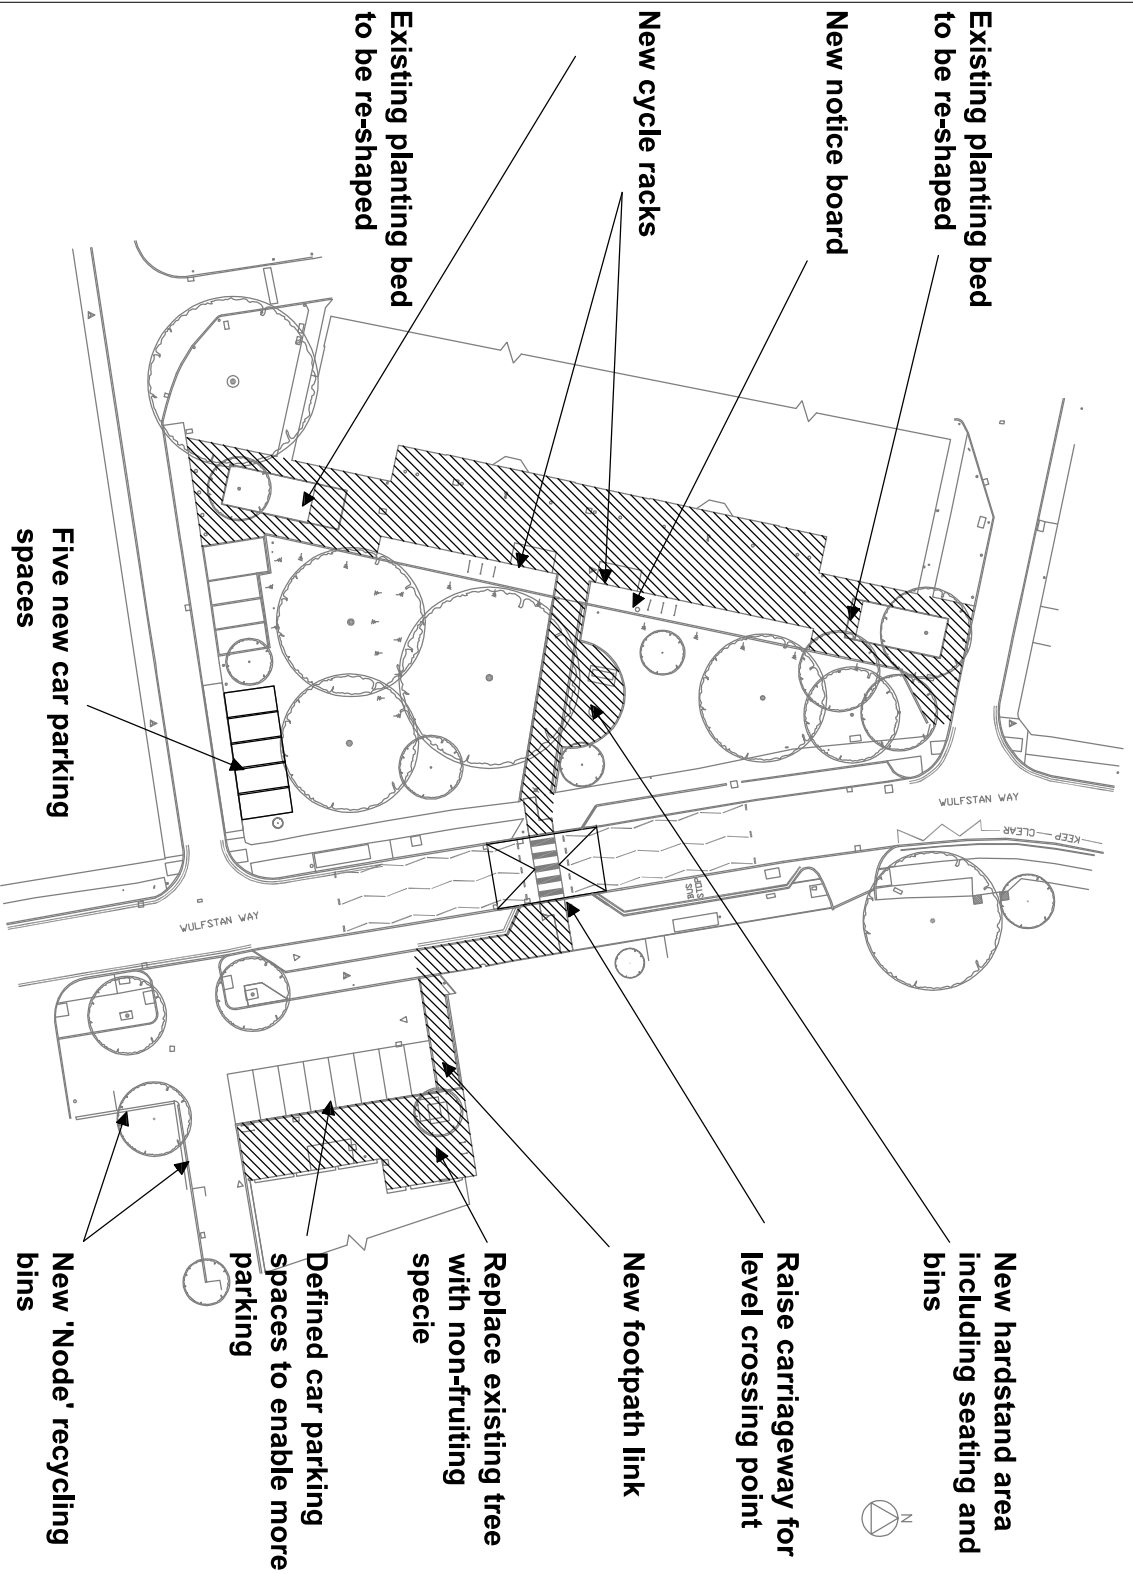 Existing planting bed
to be re-shaped
New notice board
New cycle racks
Existing planting bed
to be re-shaped
Five new car parking
spaces
WULFSTAN WAY
KEEP
CLEAR
BUS
STOP
WULFSTAN WAY
New hardstand area
including seating and
bins
Raise carriageway for
level crossing point
New footpath link
Replace existing tree
with non-fruiting
specie
Defined car parking
spaces to enable more
parking
New 'Node' recycling
bins
N